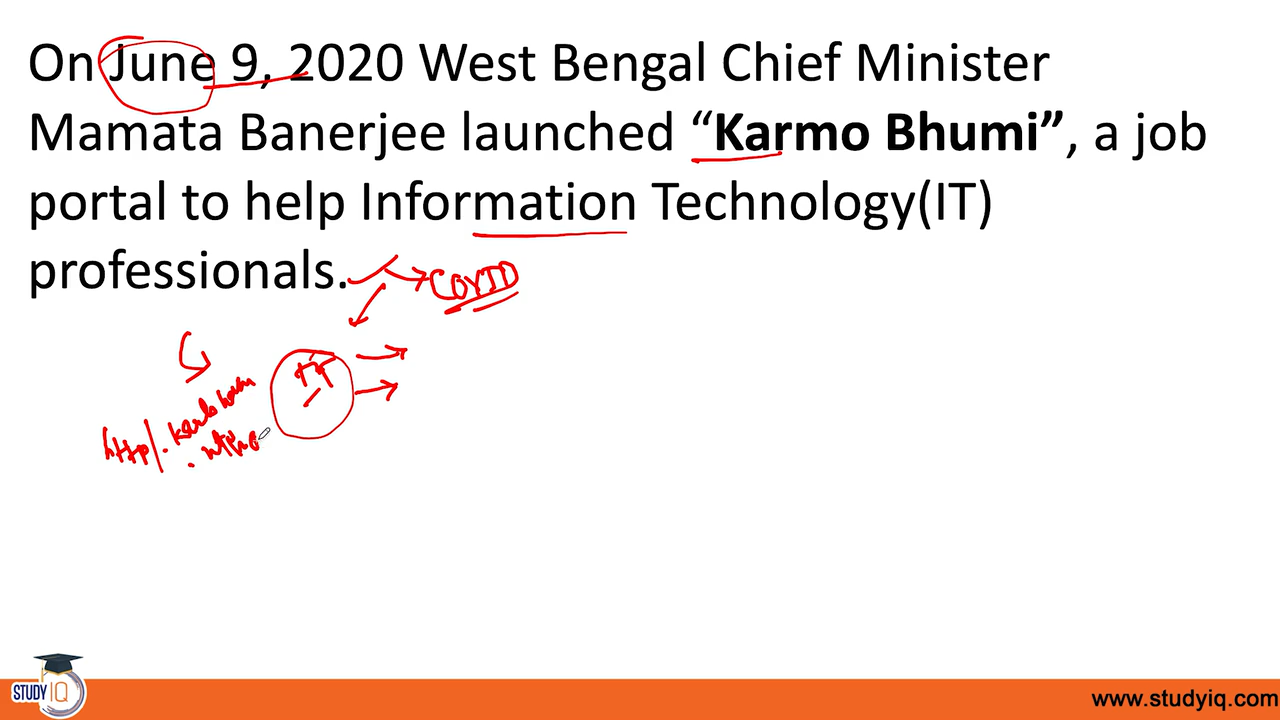 On June 9, 2020 West Bengal Chief Minister
Mamata Banerjee launched “Karmo Bhumi”, a job
portal to help Information Technology(IT)
professionals.
COVID
IT
http/.
STUDY IQ
www.studyiq.com